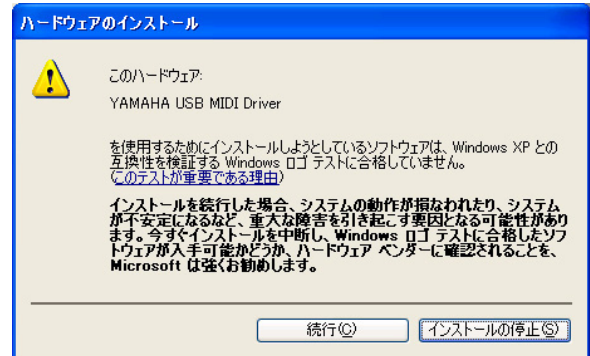 ハードウェアのインストール
このハードウェア:
YAMAHA USB MIDI Driver
を使用するためにインストールしようとしているソフトウェアは、Windows XP との
互換性を検証する Windows ロゴ テストに合格していません。
(このテストが重要である理由)
インストールを続行した場合、システムの動作が損なわれたり、システム
が不安定になるなど、重大な障害を引き起こす要因となる可能性があり
ます。今すぐインストールを中断し、Windows ロゴ テストに合格したソフ
トウェアが入手可能かどうか、ハードウェア ベンダーに確認されることを、
Microsoft は強くお勧めします。
続行(C)
インストールの停止(S)